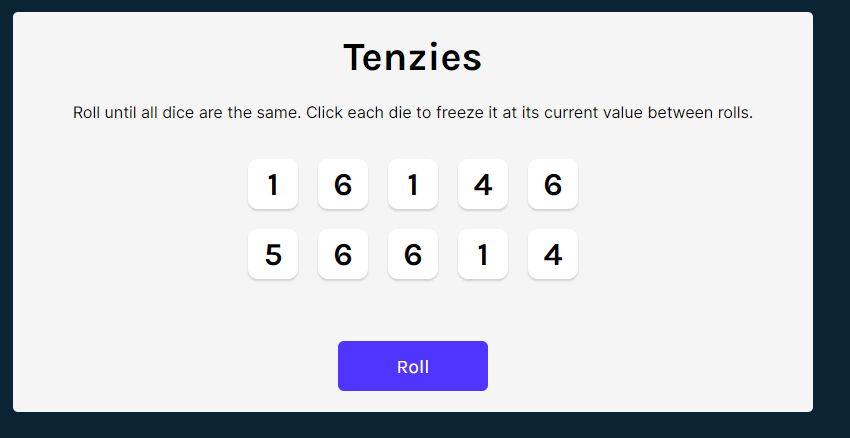 Tenzies
Roll until all dice are the same. Click each die to freeze it at its current value between rolls.
1 6 1 4 6
5 6 6 1 4
Roll